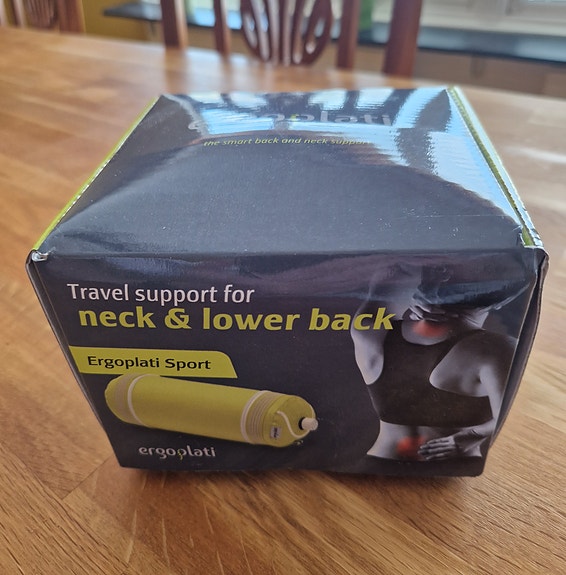 ergoplati
the smart back and neck support
Travel support for
neck & lower back
Ergoplati Sport
ergoplati